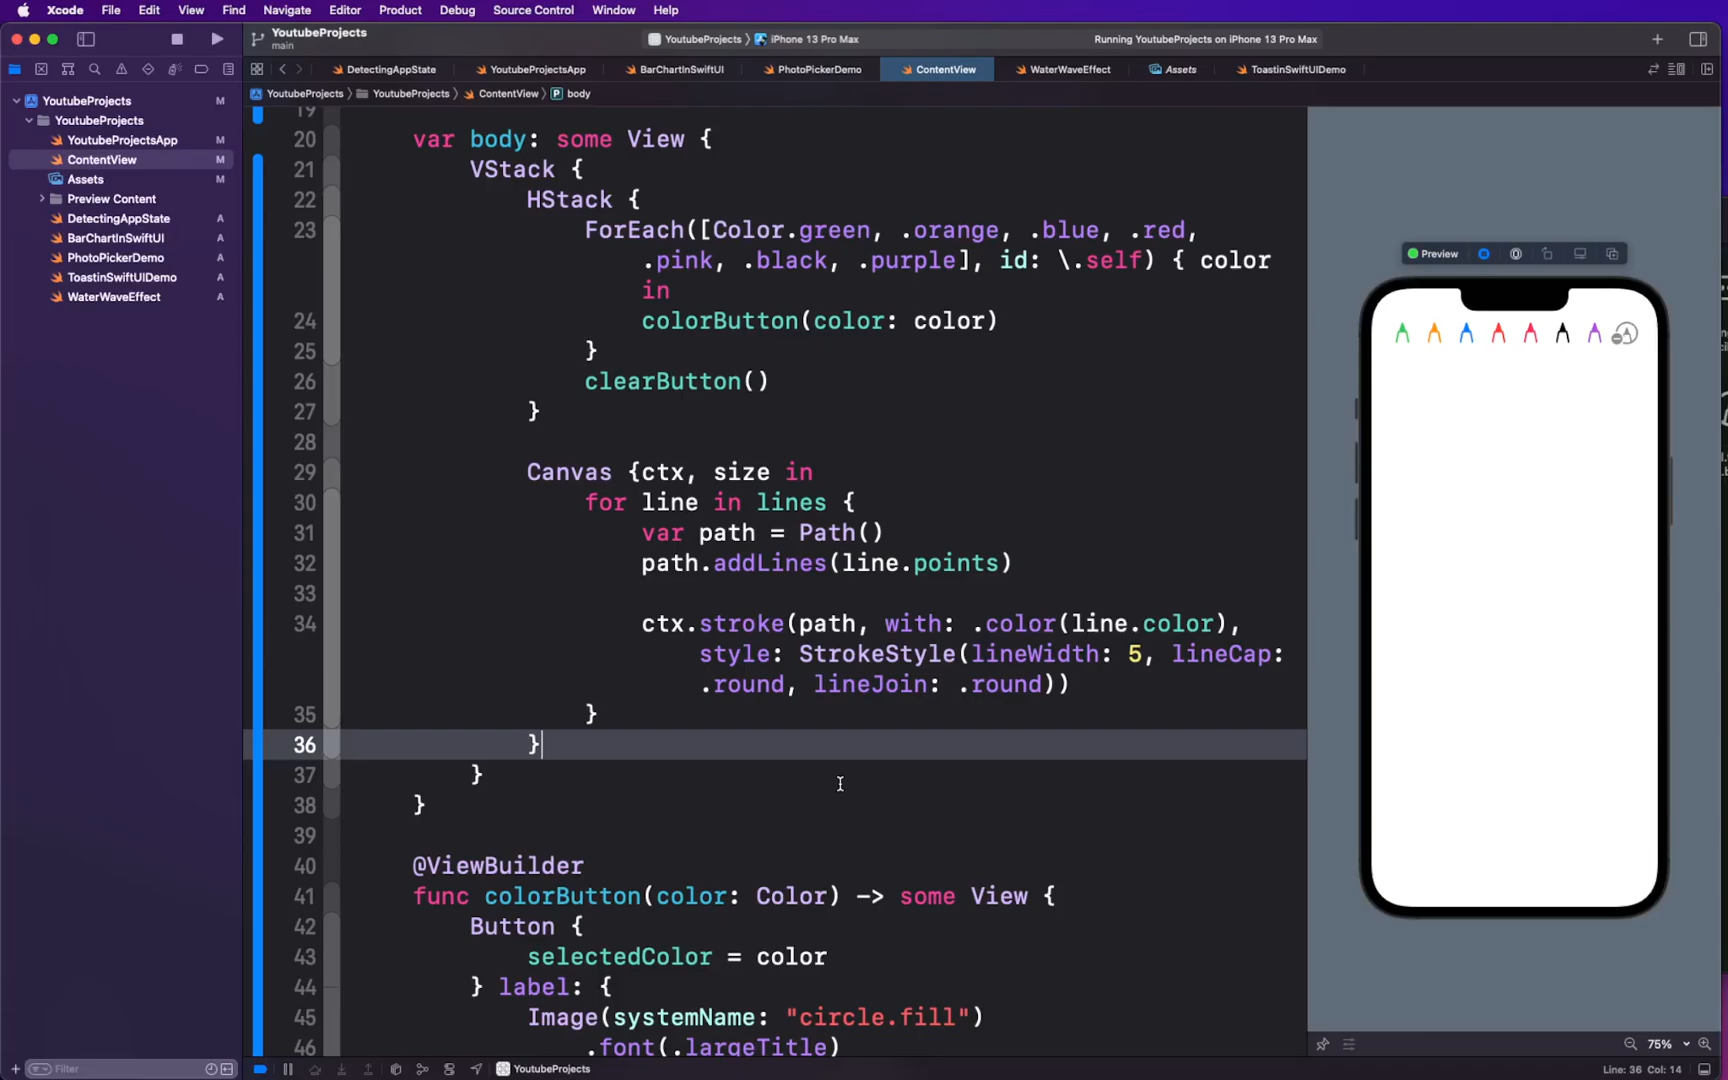 Xcode File Edit View Find Navigate Editor Product Debug Source Control Window Help
YoutubeProjects
main
YoutubeProjects
iPhone 13 Pro Max
Running YoutubeProjects on iPhone 13 Pro Max
DetectingAppState YoutubeProjectsApp BarChartInSwiftUI PhotoPickerDemo ContentView WaterWaveEffect Assets ToastinSwiftUIDemo
YoutubeProjects YoutubeProjects ContentView P body
YoutubeProjects M
YoutubeProjects
YoutubeProjectsApp M
ContentView M
Assets M
Preview Content
DetectingAppState A
BarChartInSwiftUI A
PhotoPickerDemo A
ToastinSwiftUIDemo A
WaterWaveEffect A
19
20 var body: some View {
21 VStack {
22 HStack {
23 ForEach([Color.green, .orange, .blue, .red,
.pink, .black, .purple], id: \.self) { color
in
24 colorButton(color: color)
25 }
26 clearButton()
27 }
28
29 Canvas {ctx, size in
30 for line in lines {
31 var path = Path()
32 path.addLines(line.points)
33
34 ctx.stroke(path, with: .color(line.color),
style: StrokeStyle(lineWidth: 5, lineCap:
.round, lineJoin: .round))
35 }
36 }
37 }
38 }
39
40 @ViewBuilder
41 func colorButton(color: Color) -> some View {
42 Button {
43 selectedColor = color
44 } label: {
45 Image(systemName: "circle.fill")
46 .font(.largeTitle)
Preview
75%
Filter
YoutubeProjects
Line: 36 Col: 14